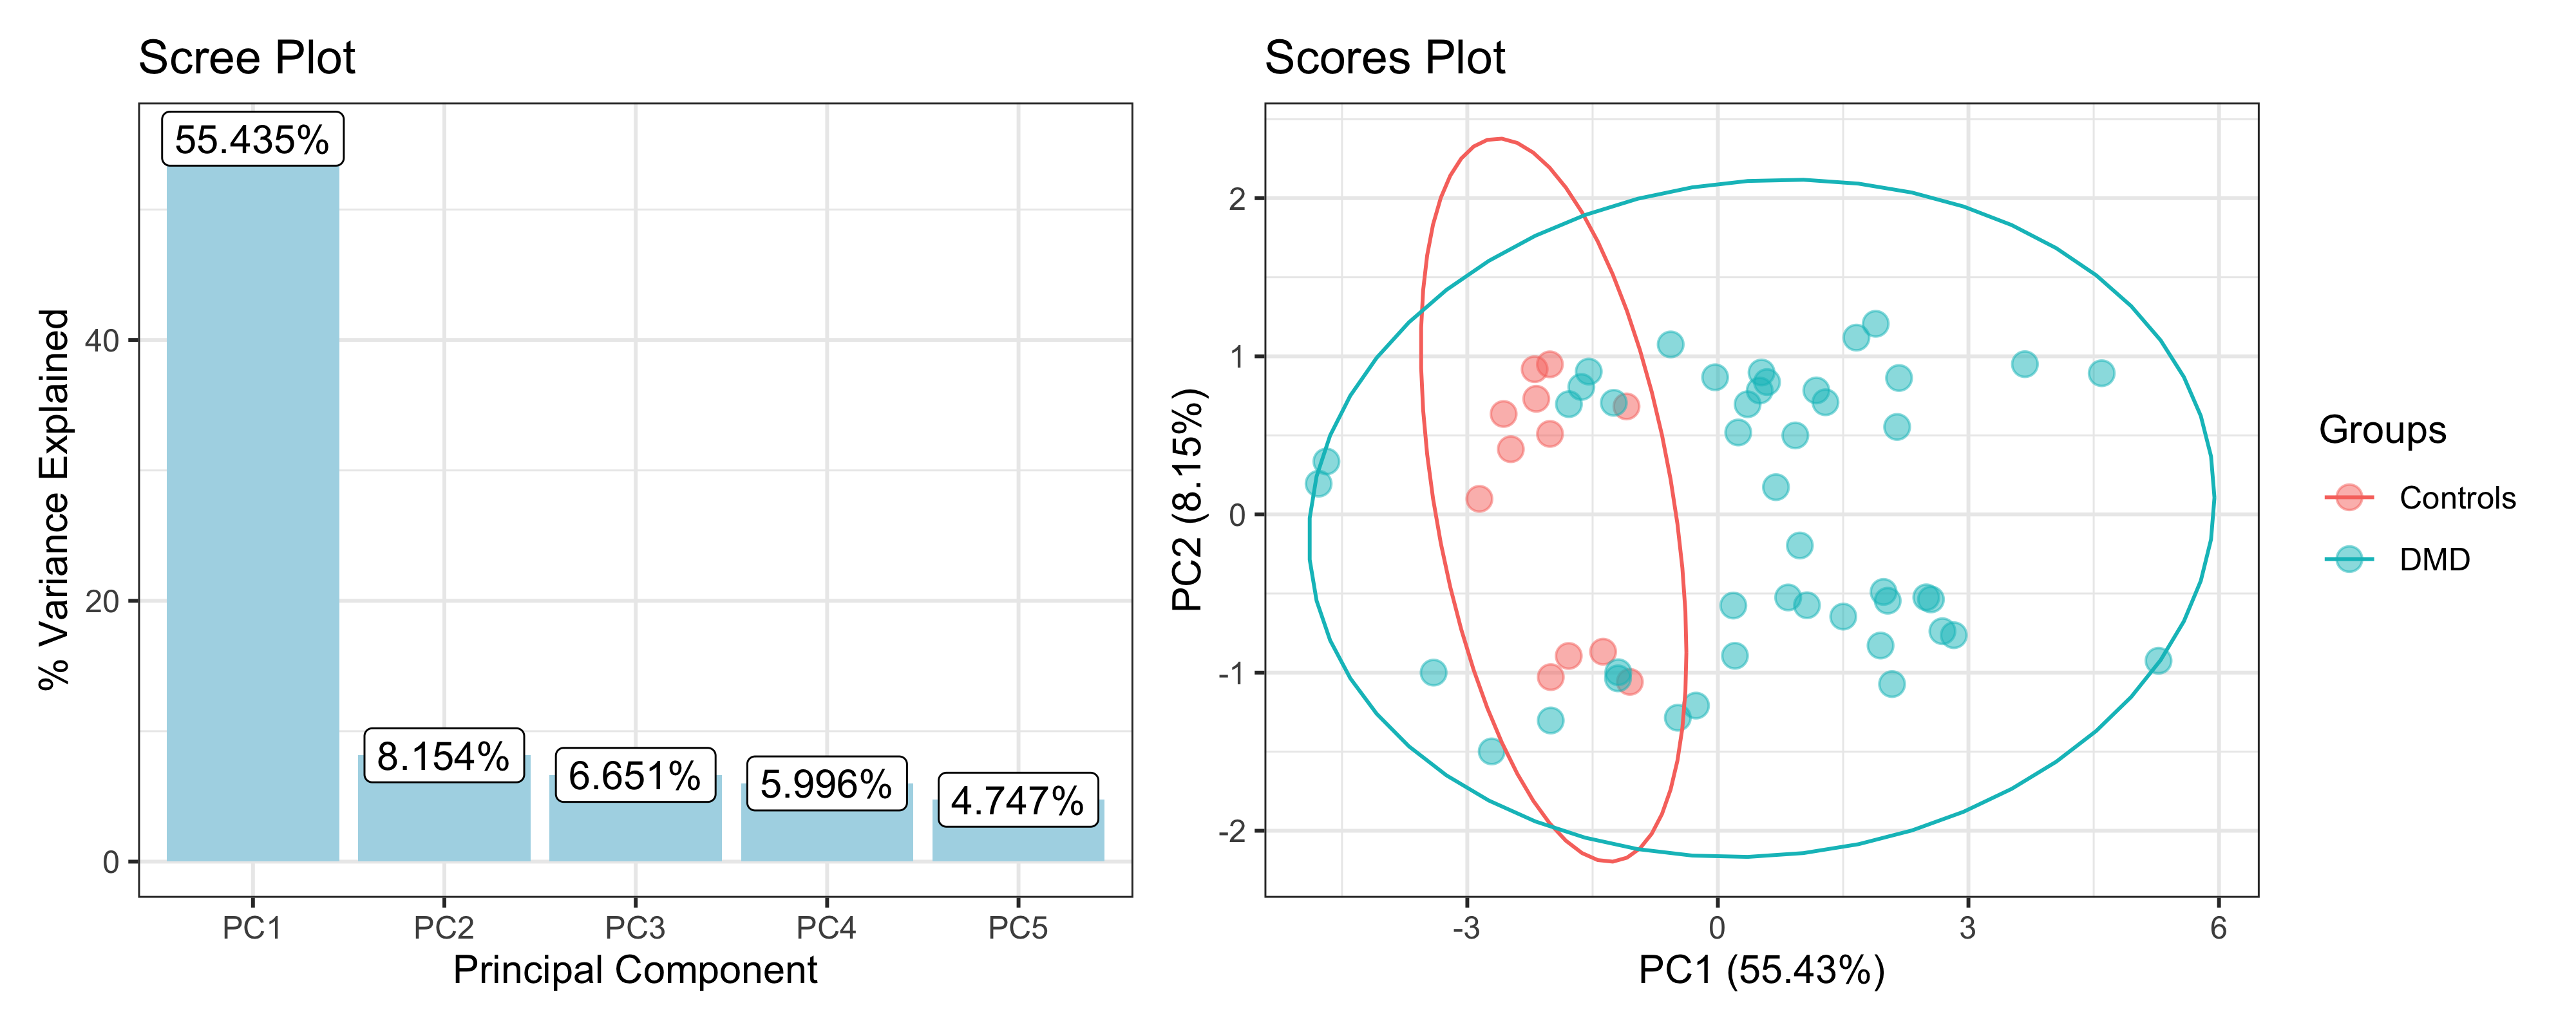 Scree Plot
% Variance Explained
40
20
0
55.435%
8.154%
6.651%
5.996%
4.747%
PC1
PC2
PC3
PC4
PC5
Principal Component
Scores Plot
PC2 (8.15%)
2
1
0
-1
-2
-3
0
3
6
PC1 (55.43%)
Groups
Controls
DMD